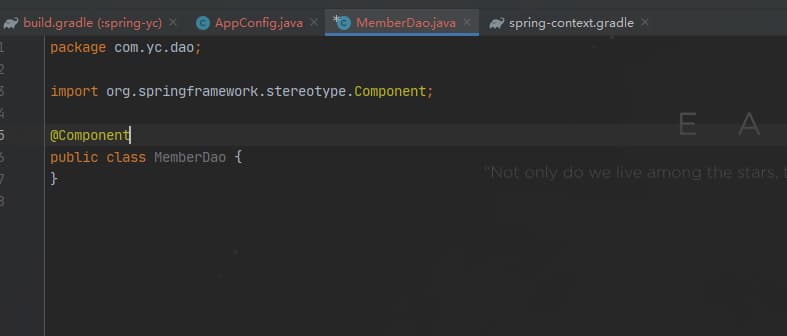 build.gradle (:spring-yc) × AppConfig.java × *MemberDao.java × spring-context.gradle ×
1 package com.yc.dao;
2
3 import org.springframework.stereotype.Component;
4
5 @Component
6 public class MemberDao {
7 }
8
E A
"Not only do we live among the stars, t